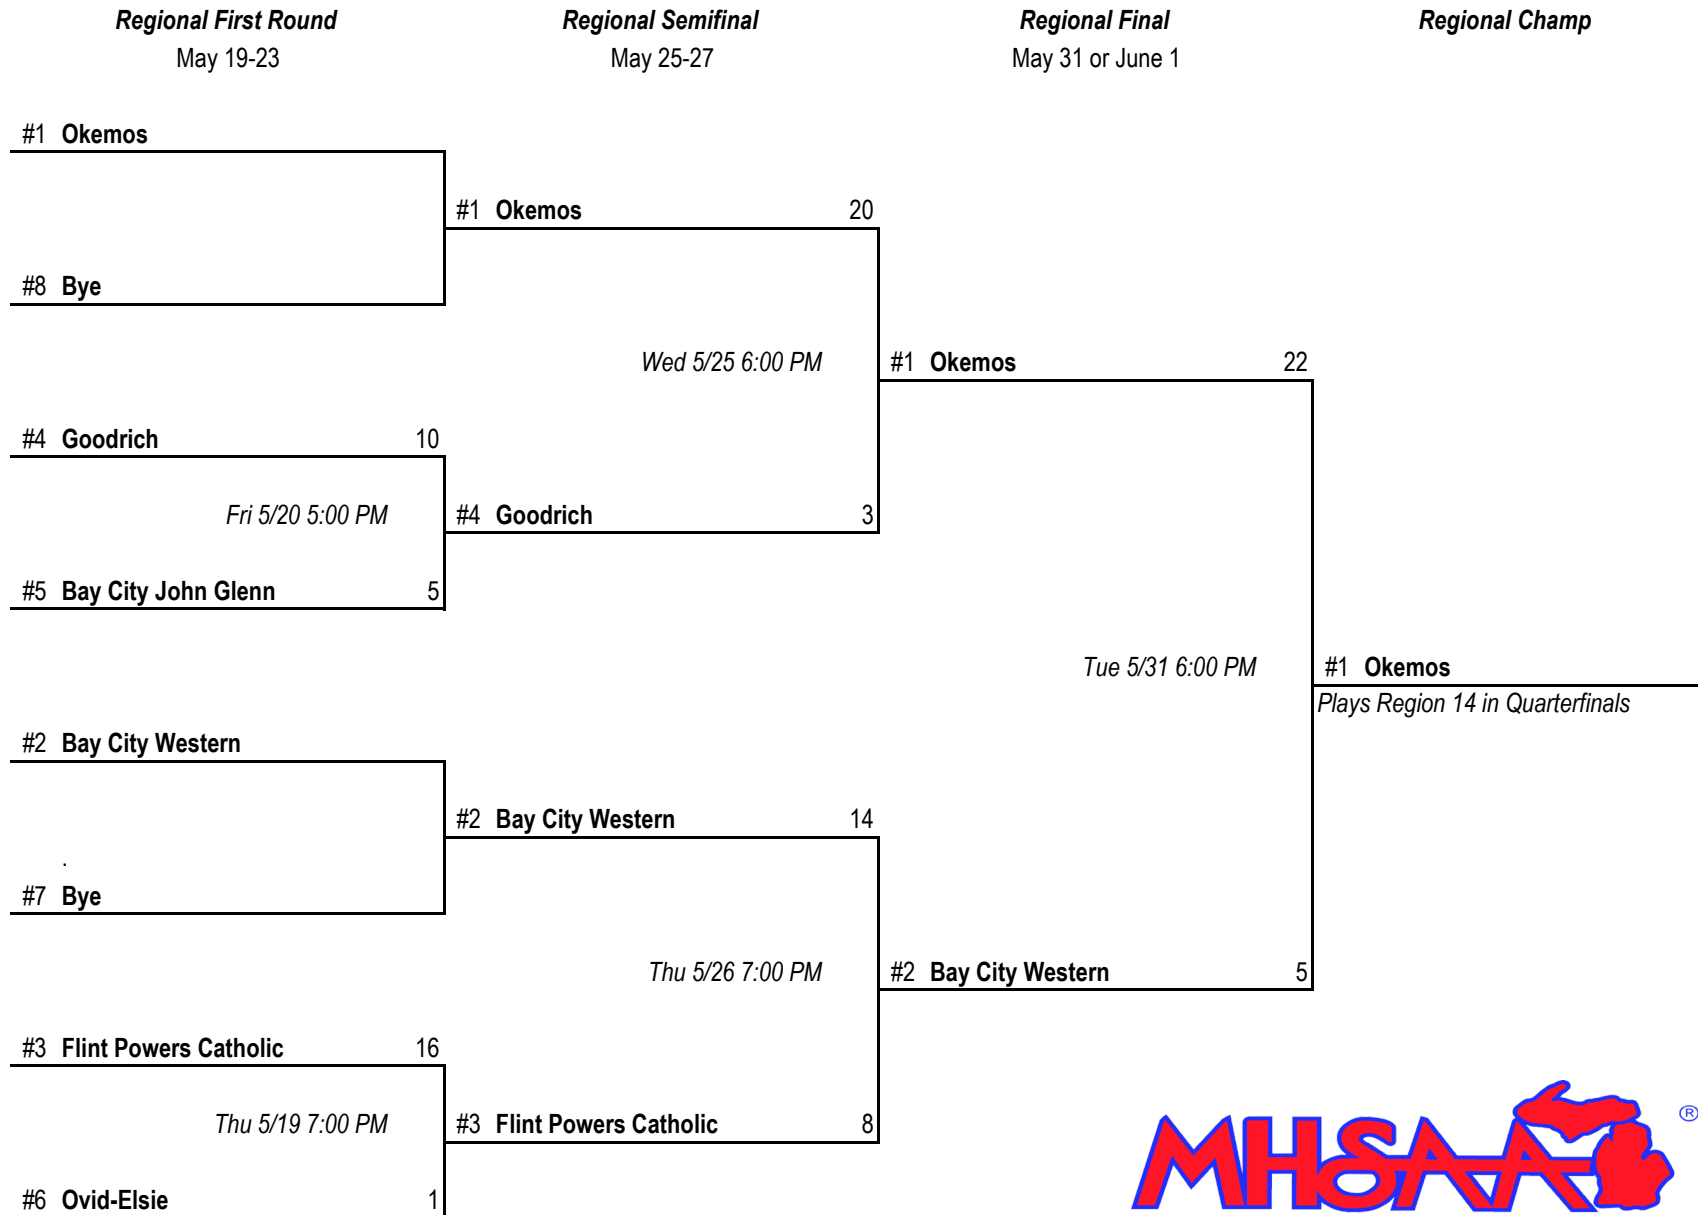 Regional First Round Regional Semifinal Regional Final Regional Champ
May 19-23 May 25-27 May 31 or June 1
#1 Okemos
#1 Okemos 20
#8 Bye
Wed 5/25 6:00 PM #1 Okemos 22
#4 Goodrich 10
Fri 5/20 5:00 PM #4 Goodrich 3
#5 Bay City John Glenn 5
Tue 5/31 6:00 PM #1 Okemos
Plays Region 14 in Quarterfinals
#2 Bay City Western
#2 Bay City Western 14
.
#7 Bye
Thu 5/26 7:00 PM #2 Bay City Western 5
#3 Flint Powers Catholic 16
Thu 5/19 7:00 PM #3 Flint Powers Catholic 8
#6 Ovid-Elsie 1
MHSAA ®